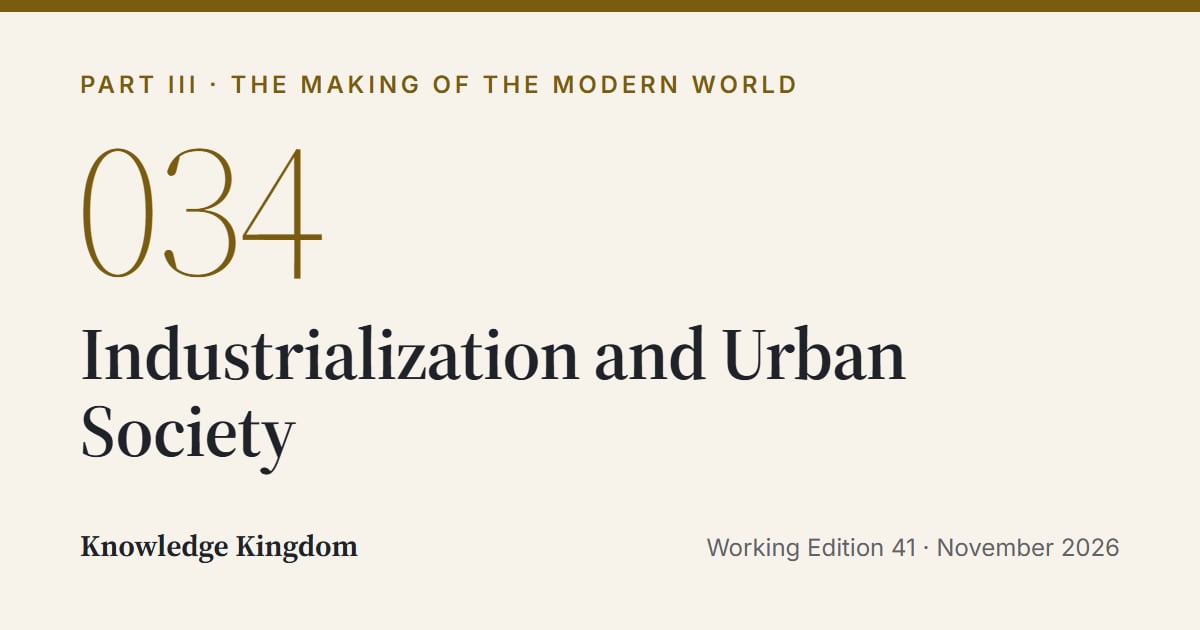 PART III · THE MAKING OF THE MODERN WORLD
034
Industrialization and Urban
Society
Knowledge Kingdom
Working Edition 41 · November 2026